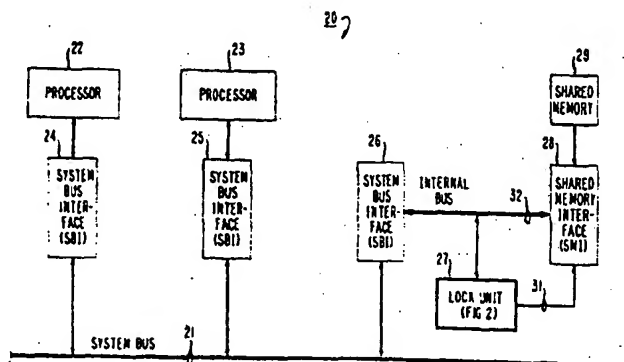 20
22
PROCESSOR
23
PROCESSOR
29
SHARED
MEMORY
24
SYSTEM
BUS
INTER-
FACE
(SBI)
25
SYSTEM
BUS
INTER-
FACE
(SBI)
26
SYSTEM
BUS
INTER-
FACE
(SBI)
INTERNAL
BUS
32
28
SHARED
MEMORY
INTER-
FACE
(SMI)
27
LOCK UNIT
(FIG 2)
31
SYSTEM BUS
21